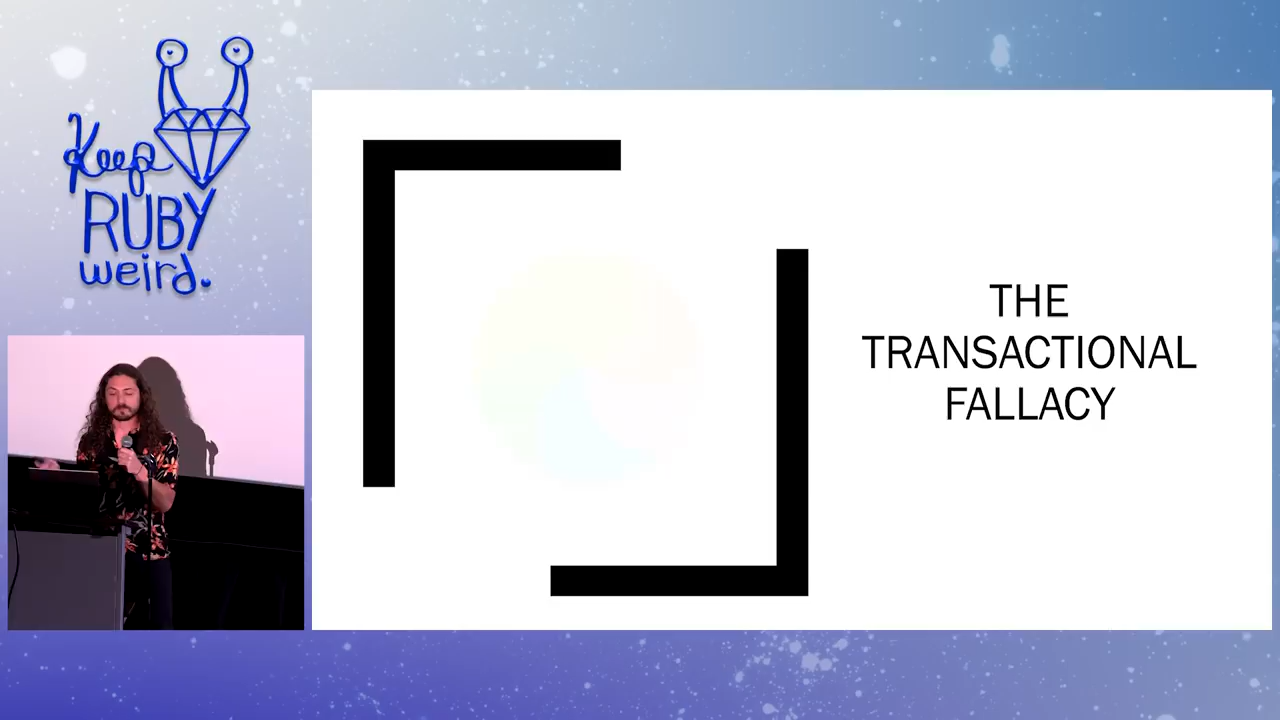 Keep
RUBY
weird.
THE
TRANSACTIONAL
FALLACY